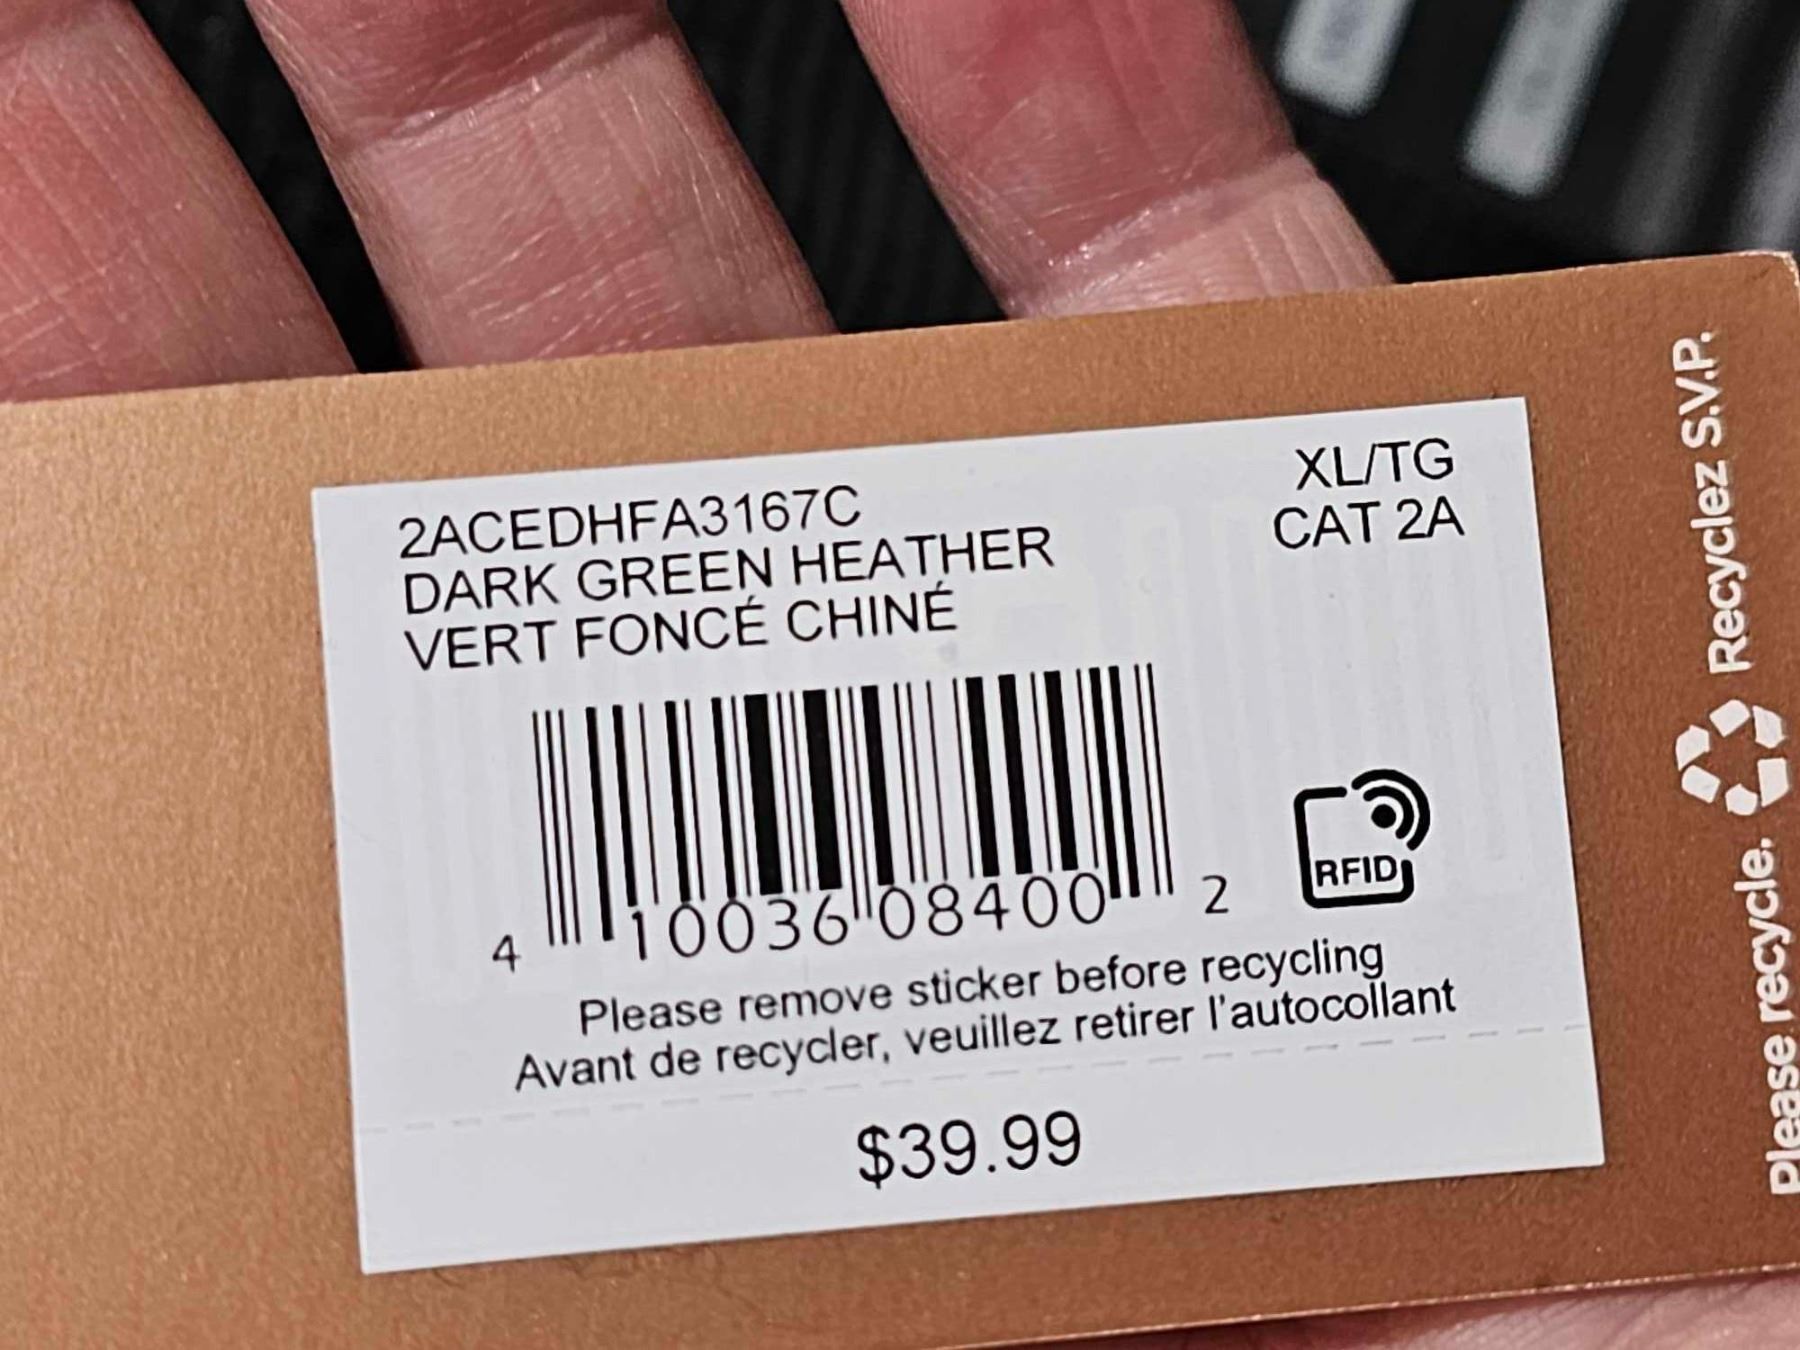 2ACEDHFA3167C
DARK GREEN HEATHER
VERT FONCÉ CHINÉ
XL/TG
CAT 2A
4 10036 08400 2
RFID
Please remove sticker before recycling
Avant de recycler, veuillez retirer l'autocollant
$39.99
Please recycle. Recyclez S.V.P.